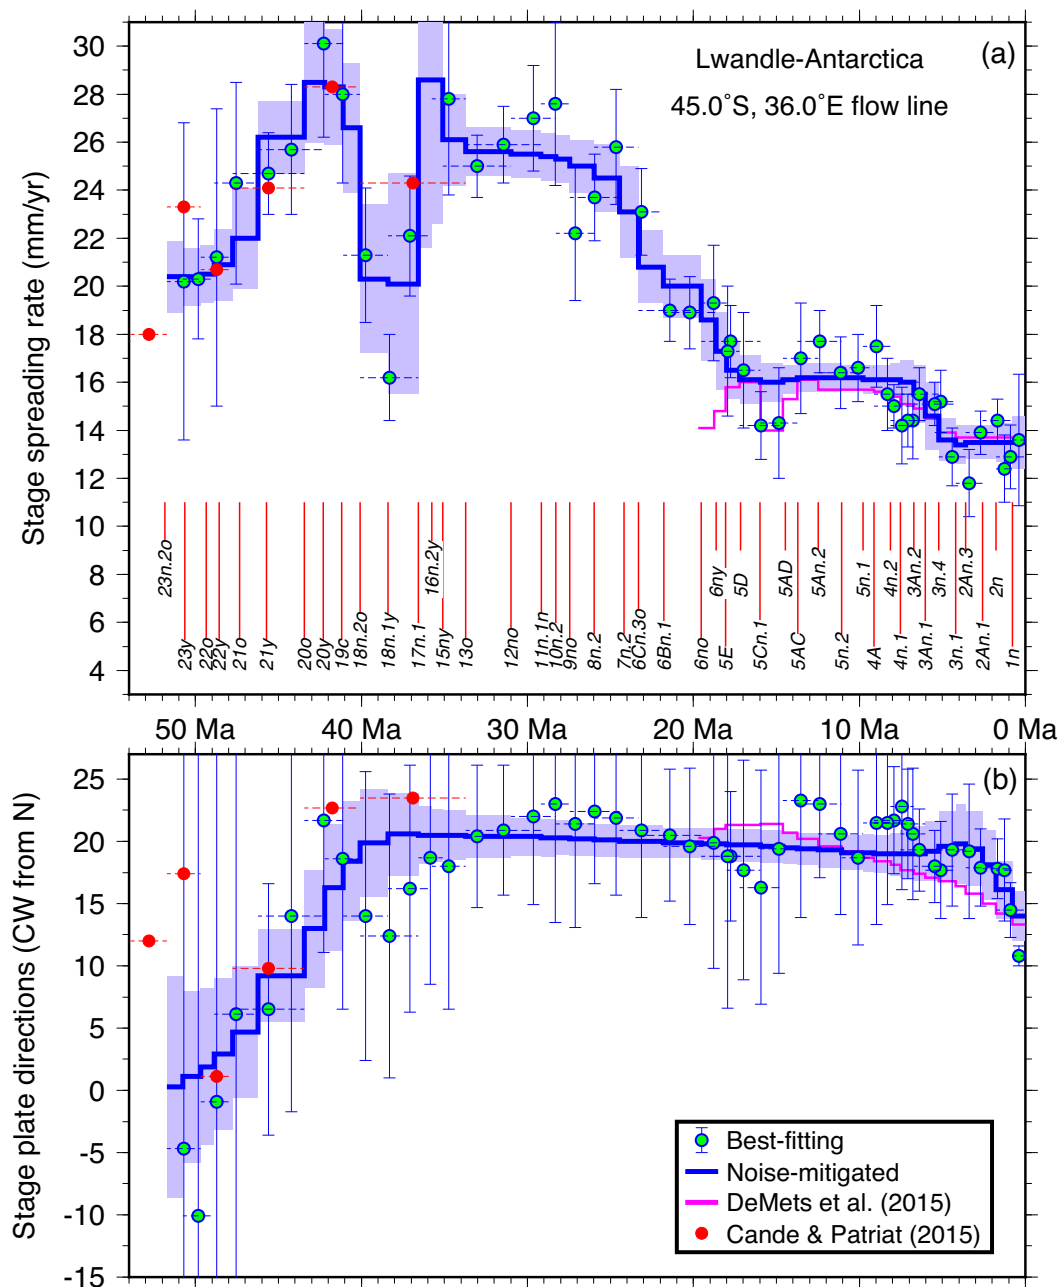 Lwandle-Antarctica
(a)
45.0°S, 36.0°E flow line
Stage spreading rate (mm/yr)
30
28
26
24
22
20
18
16
14
12
10
8
6
4
23n.2o
23y
22o
22y
21o
21y
20o
20y
19c
18n.2o
18n.1y
17n.1
16n.2y
15ny
13o
12no
11n.1n
10n.2
9no
8n.2
7n.2
6Cn.3o
6Bn.1
6no
6ny
5E
5D
5Cn.1
5AD
5AC
5An.2
5n.2
5n.1
4A
4n.2
4n.1
3An.2
3An.1
3n.4
3n.1
2An.3
2An.1
2n
1n
50 Ma
40 Ma
30 Ma
20 Ma
10 Ma
0 Ma
(b)
Stage plate directions (CW from N)
25
20
15
10
5
0
-5
-10
-15
Best-fitting
Noise-mitigated
DeMets et al. (2015)
Cande & Patriat (2015)